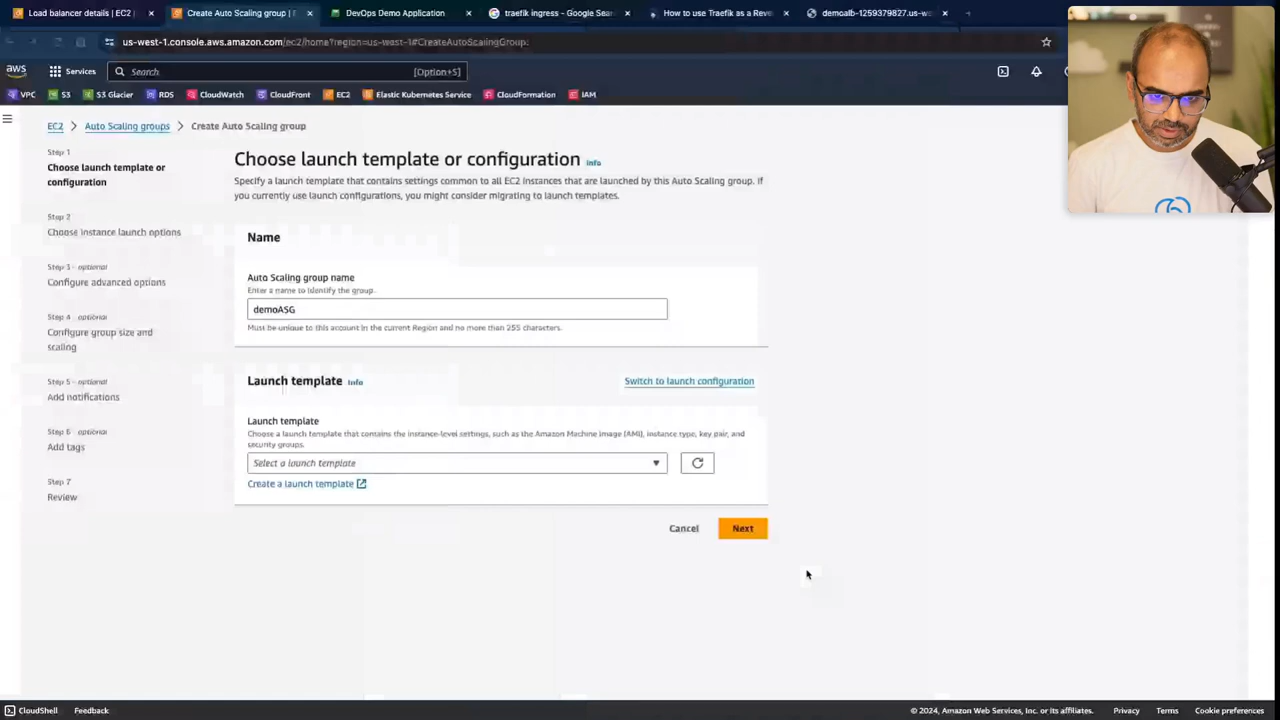 Load balancer details | EC2
Create Auto Scaling group |
DevOps Demo Application
traefik ingress - Google Sear
How to use Traefik as a Reve
demoalb-1259379827.us-w
us-west-1.console.aws.amazon.com/ec2/home?region=us-west-1#CreateAutoScalingGroup:
aws
Services
Search
[Option+S]
VPC
S3
S3 Glacier
RDS
CloudWatch
CloudFront
EC2
Elastic Kubernetes Service
CloudFormation
IAM
EC2 > Auto Scaling groups > Create Auto Scaling group
Step 1
Choose launch template or
configuration
Step 2
Choose instance launch options
Step 3 - optional
Configure advanced options
Step 4 - optional
Configure group size and
scaling
Step 5 - optional
Add notifications
Step 6 - optional
Add tags
Step 7
Review
Choose launch template or configuration Info
Specify a launch template that contains settings common to all EC2 instances that are launched by this Auto Scaling group. If
you currently use launch configurations, you might consider migrating to launch templates.
Name
Auto Scaling group name
Enter a name to identify the group.
demoASG
Must be unique to this account in the current Region and no more than 255 characters.
Launch template Info
Switch to launch configuration
Launch template
Choose a launch template that contains the instance-level settings, such as the Amazon Machine Image (AMI), instance type, key pair, and
security groups.
Select a launch template
Create a launch template
Cancel
Next
CloudShell
Feedback
© 2024, Amazon Web Services, Inc. or its affiliates.
Privacy
Terms
Cookie preferences